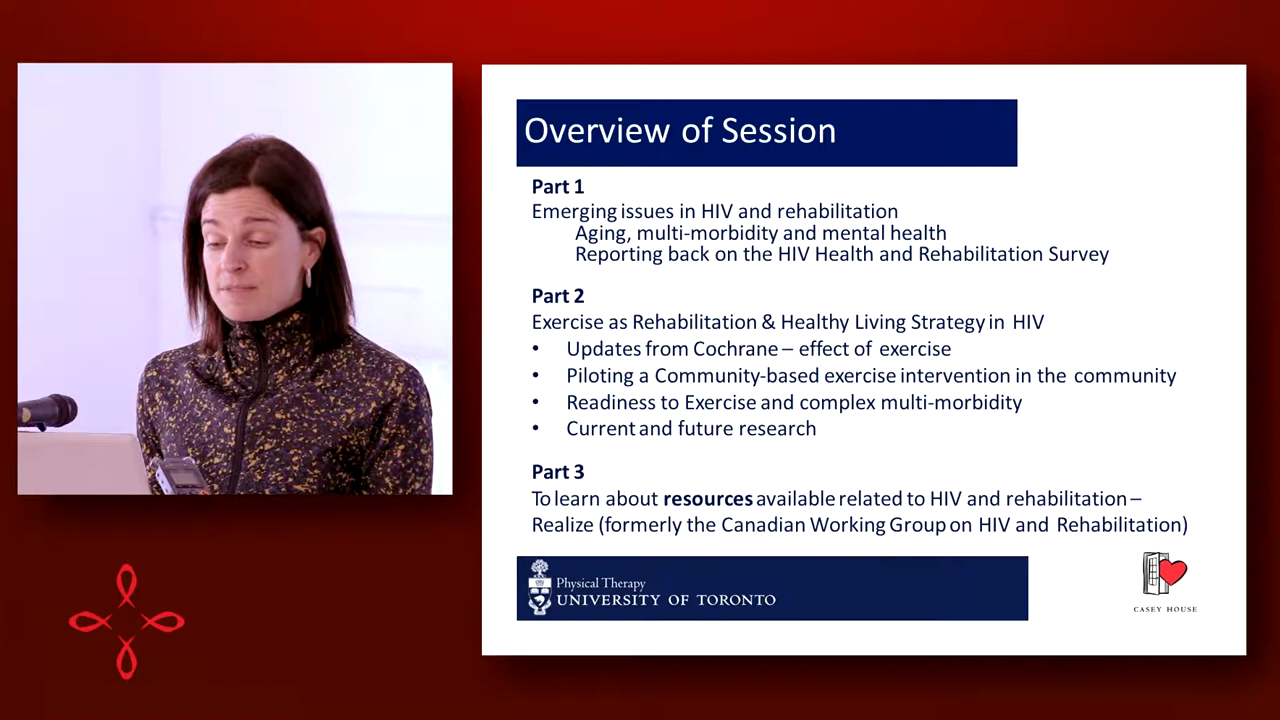 Overview of Session
Part 1
Emerging issues in HIV and rehabilitation
Aging, multi-morbidity and mental health
Reporting back on the HIV Health and Rehabilitation Survey
Part 2
Exercise as Rehabilitation & Healthy Living Strategy in HIV
• Updates from Cochrane – effect of exercise
• Piloting a Community-based exercise intervention in the community
• Readiness to Exercise and complex multi-morbidity
• Current and future research
Part 3
To learn about resources available related to HIV and rehabilitation –
Realize (formerly the Canadian Working Group on HIV and Rehabilitation)
Physical Therapy
UNIVERSITY OF TORONTO
CASEY HOUSE